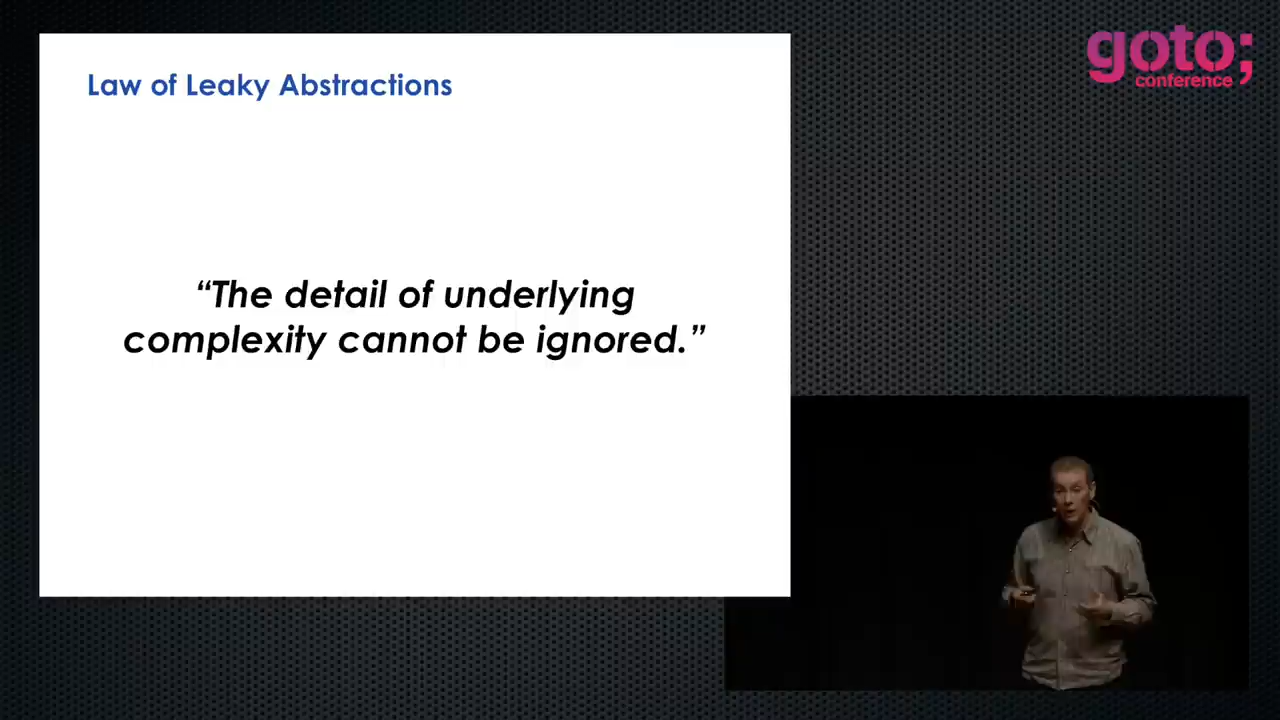 Law of Leaky Abstractions
“The detail of underlying
complexity cannot be ignored.”
goto;
conference